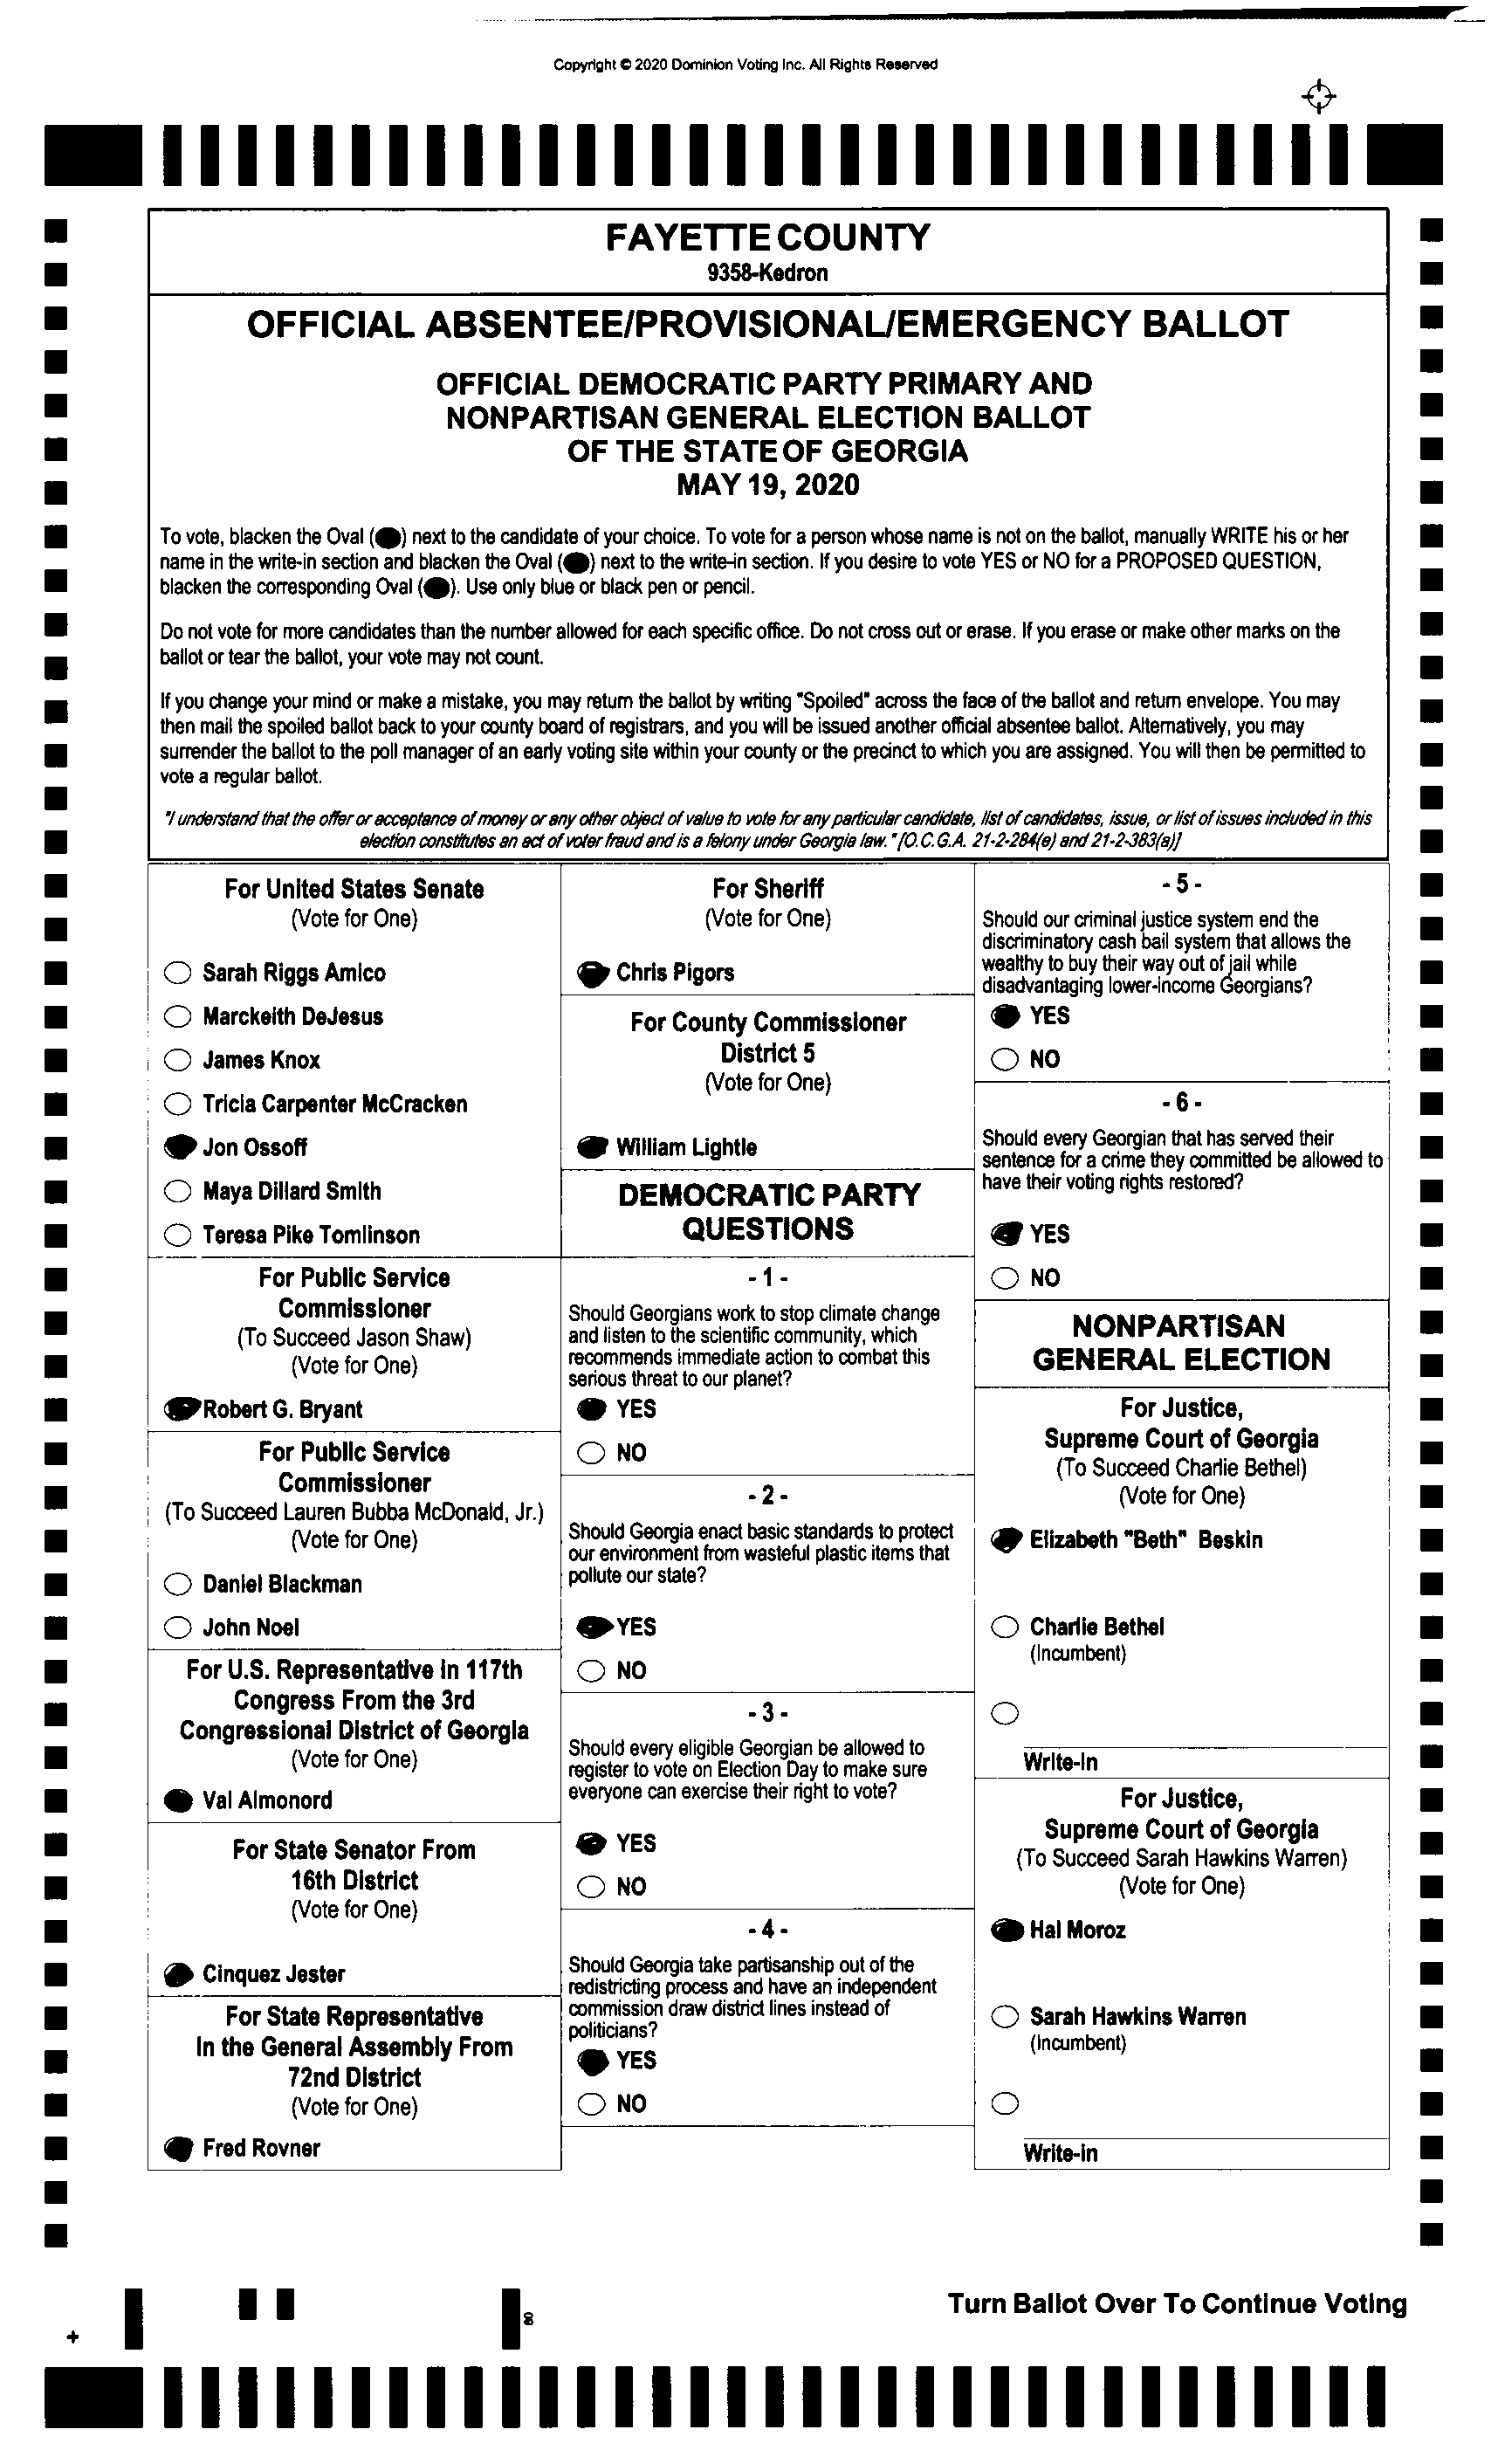 Copyright © 2020 Dominion Voting Inc. All Rights Reserved
FAYETTE COUNTY
9358-Kedron
OFFICIAL ABSENTEE/PROVISIONAL/EMERGENCY BALLOT
OFFICIAL DEMOCRATIC PARTY PRIMARY AND
NONPARTISAN GENERAL ELECTION BALLOT
OF THE STATE OF GEORGIA
MAY 19, 2020
To vote, blacken the Oval ( ) next to the candidate of your choice. To vote for a person whose name is not on the ballot, manually WRITE his or her
name in the write-in section and blacken the Oval ( ) next to the write-in section. If you desire to vote YES or NO for a PROPOSED QUESTION,
blacken the corresponding Oval ( ). Use only blue or black pen or pencil.
Do not vote for more candidates than the number allowed for each specific office. Do not cross out or erase. If you erase or make other marks on the
ballot or tear the ballot, your vote may not count.
If you change your mind or make a mistake, you may return the ballot by writing "Spoiled" across the face of the ballot and return envelope. You may
then mail the spoiled ballot back to your county board of registrars, and you will be issued another official absentee ballot. Alternatively, you may
surrender the ballot to the poll manager of an early voting site within your county or the precinct to which you are assigned. You will then be permitted to
vote a regular ballot.
"I understand that the offer or acceptance of money or any other object of value to vote for any particular candidate, list of candidates, issue, or list of issues included in this
election constitutes an act of voter fraud and is a felony under Georgia law." [O.C.G.A. 21-2-284(e) and 21-2-383(a)]
For United States Senate
(Vote for One)
Sarah Riggs Amico
Marckeith DeJesus
James Knox
Tricia Carpenter McCracken
Jon Ossoff
Maya Dillard Smith
Teresa Pike Tomlinson
For Public Service
Commissioner
(To Succeed Jason Shaw)
(Vote for One)
Robert G. Bryant
For Public Service
Commissioner
(To Succeed Lauren Bubba McDonald, Jr.)
(Vote for One)
Daniel Blackman
John Noel
For U.S. Representative in 117th
Congress From the 3rd
Congressional District of Georgia
(Vote for One)
Val Almonord
For State Senator From
16th District
(Vote for One)
Cinquez Jester
For State Representative
In the General Assembly From
72nd District
(Vote for One)
Fred Rovner
For Sheriff
(Vote for One)
Chris Pigors
For County Commissioner
District 5
(Vote for One)
William Lightle
DEMOCRATIC PARTY
QUESTIONS
- 1 -
Should Georgians work to stop climate change
and listen to the scientific community, which
recommends immediate action to combat this
serious threat to our planet?
YES
NO
- 2 -
Should Georgia enact basic standards to protect
our environment from wasteful plastic items that
pollute our state?
YES
NO
- 3 -
Should every eligible Georgian be allowed to
register to vote on Election Day to make sure
everyone can exercise their right to vote?
YES
NO
- 4 -
Should Georgia take partisanship out of the
redistricting process and have an independent
commission draw district lines instead of
politicians?
YES
NO
- 5 -
Should our criminal justice system end the
discriminatory cash bail system that allows the
wealthy to buy their way out of jail while
disadvantaging lower-income Georgians?
YES
NO
- 6 -
Should every Georgian that has served their
sentence for a crime they committed be allowed to
have their voting rights restored?
YES
NO
NONPARTISAN
GENERAL ELECTION
For Justice,
Supreme Court of Georgia
(To Succeed Charlie Bethel)
(Vote for One)
Elizabeth "Beth" Beskin
Charlie Bethel
(Incumbent)
Write-in
For Justice,
Supreme Court of Georgia
(To Succeed Sarah Hawkins Warren)
(Vote for One)
Hal Moroz
Sarah Hawkins Warren
(Incumbent)
Write-in
Turn Ballot Over To Continue Voting